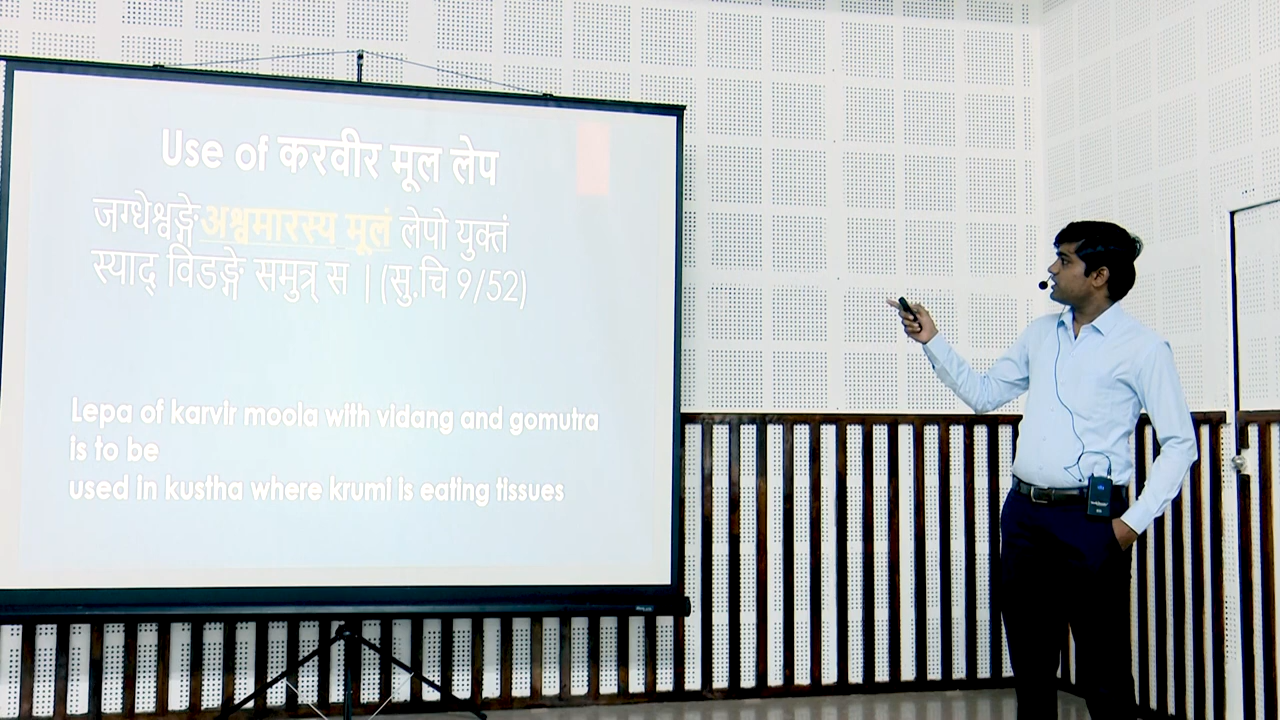 Use of करवीर मूल लेप
जग्धेश्वङ्गे अश्वमारस्य मूलं लेपो युक्तं
स्याद् विडङ्गे समुत्र् स । (सु.चि 9/52)
Lepa of karvir moola with vidang and gomutra
is to be
used in kustha where krumi is eating tissues